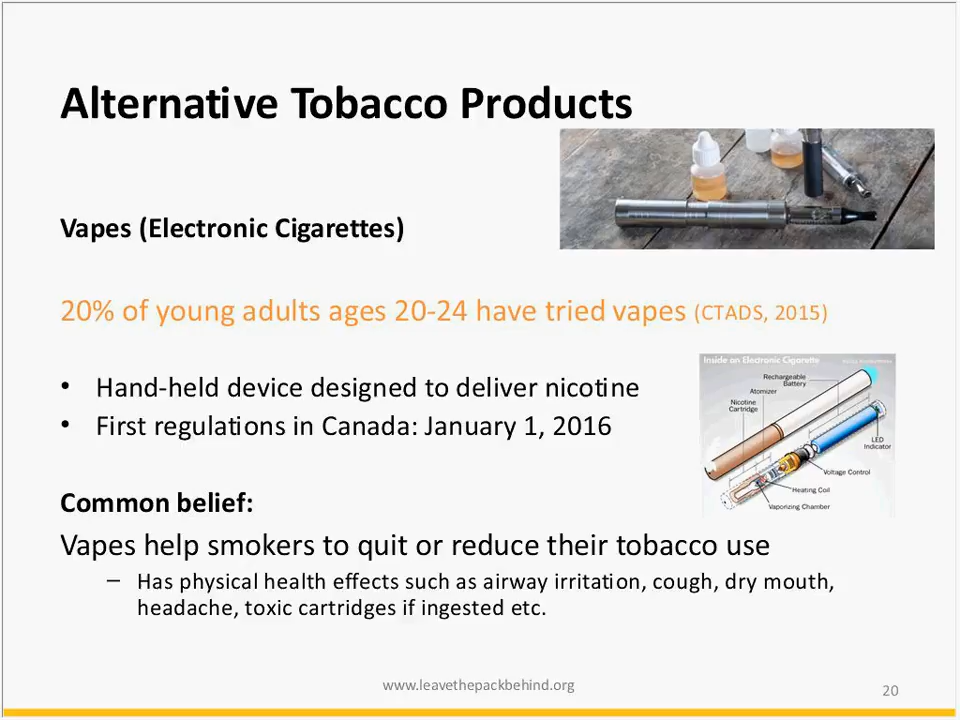 Alternative Tobacco Products
Vapes (Electronic Cigarettes)
20% of young adults ages 20-24 have tried vapes (CTADS, 2015)
• Hand-held device designed to deliver nicotine
• First regulations in Canada: January 1, 2016
Inside an Electronic Cigarette
Rechargeable
Battery
Atomizer
Nicotine
Cartridge
LED
Indicator
Voltage Control
Heating Coil
Vaporizing Chamber
Common belief:
Vapes help smokers to quit or reduce their tobacco use
– Has physical health effects such as airway irritation, cough, dry mouth,
headache, toxic cartridges if ingested etc.
www.leavethepackbehind.org
20